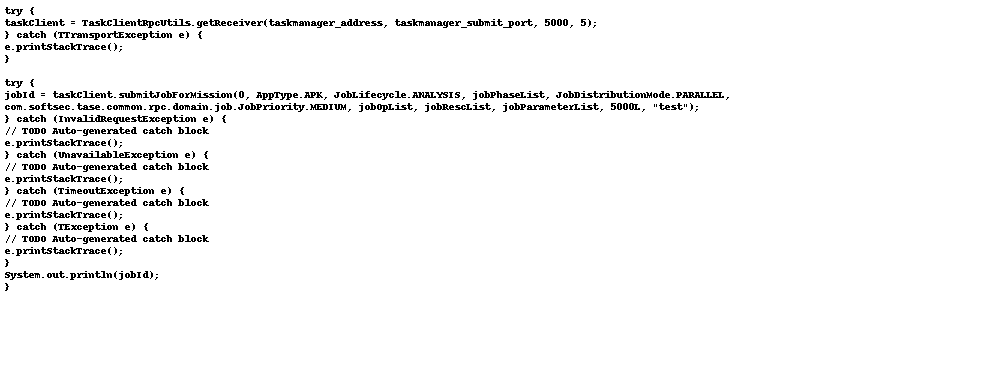 try {
taskClient = TaskClientRpcUtils.getReceiver(taskmanager_address, taskmanager_submit_port, 5000, 5);
} catch (TTransportException e) {
e.printStackTrace();
}
try {
jobId = taskClient.submitJobForMission(0, AppType.APK, JobLifecycle.ANALYSIS, jobPhaseList, JobDistributionMode.PARALLEL,
com.softsec.tase.common.rpc.domain.job.JobPriority.MEDIUM, jobOpList, jobRescList, jobParameterList, 5000L, "test");
} catch (InvalidRequestException e) {
// TODO Auto-generated catch block
e.printStackTrace();
} catch (UnavailableException e) {
// TODO Auto-generated catch block
e.printStackTrace();
} catch (TimeoutException e) {
// TODO Auto-generated catch block
e.printStackTrace();
} catch (TException e) {
// TODO Auto-generated catch block
e.printStackTrace();
}
System.out.println(jobId);
}